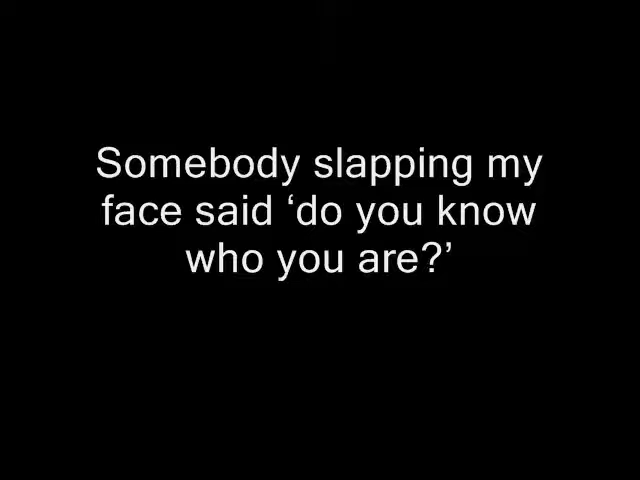 Somebody slapping my
face said ‘do you know
who you are?’